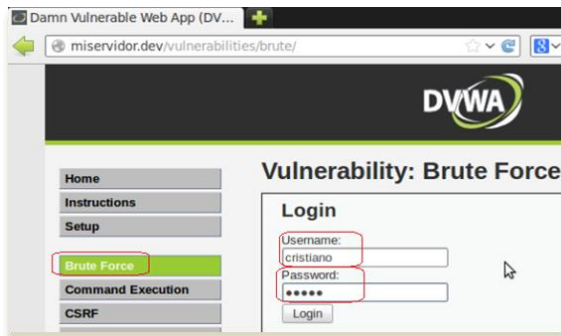 Damn Vulnerable Web App (DV...
miservidor.dev/vulnerabilities/brute/
DVWA
Home
Instructions
Setup
Brute Force
Command Execution
CSRF
Vulnerability: Brute Force
Login
Username:
cristiano
Password:
●●●●●
Login